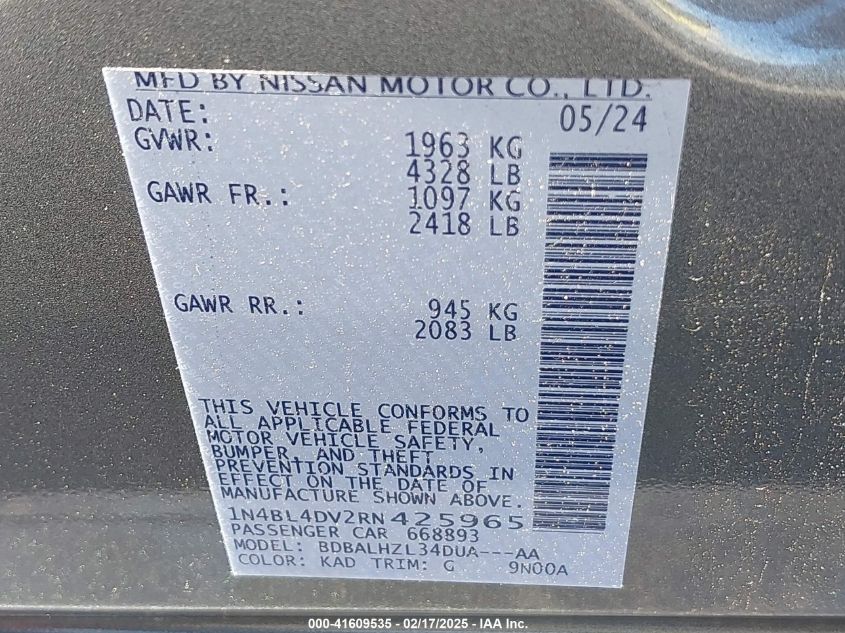 MFD BY NISSAN MOTOR CO., LTD.
DATE: 05/24
GVWR: 1963 KG
4328 LB
GAWR FR.: 1097 KG
2418 LB
GAWR RR.: 945 KG
2083 LB
THIS VEHICLE CONFORMS TO
ALL APPLICABLE FEDERAL
MOTOR VEHICLE SAFETY,
BUMPER, AND THEFT
PREVENTION STANDARDS IN
EFFECT ON THE DATE OF
MANUFACTURE SHOWN ABOVE.
1N4BL4DV2RN425965
PASSENGER CAR 668893
MODEL: BDBALHZL34DUA---AA
COLOR: KAD TRIM: G 9N00A
000-41609535 - 02/17/2025 - IAA Inc.